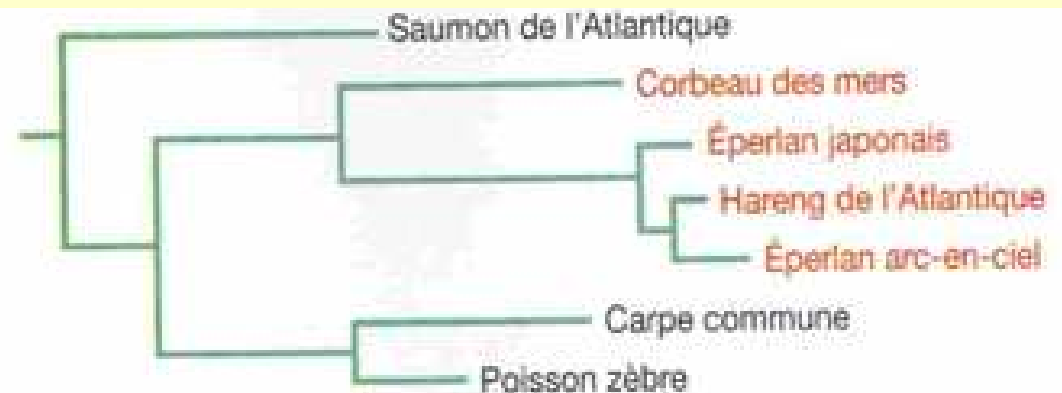 Saumon de l'Atlantique
Corbeau des mers
Éperlan japonais
Hareng de l'Atlantique
Éperlan arc-en-ciel
Carpe commune
Poisson zèbre